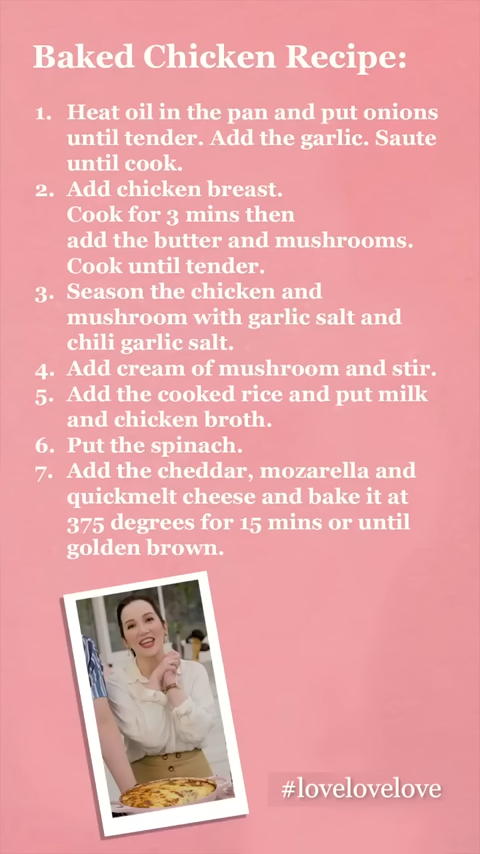 Baked Chicken Recipe:
1. Heat oil in the pan and put onions
until tender. Add the garlic. Saute
until cook.
2. Add chicken breast.
Cook for 3 mins then
add the butter and mushrooms.
Cook until tender.
3. Season the chicken and
mushroom with garlic salt and
chili garlic salt.
4. Add cream of mushroom and stir.
5. Add the cooked rice and put milk
and chicken broth.
6. Put the spinach.
7. Add the cheddar, mozarella and
quickmelt cheese and bake it at
375 degrees for 15 mins or until
golden brown.
#lovelovelove